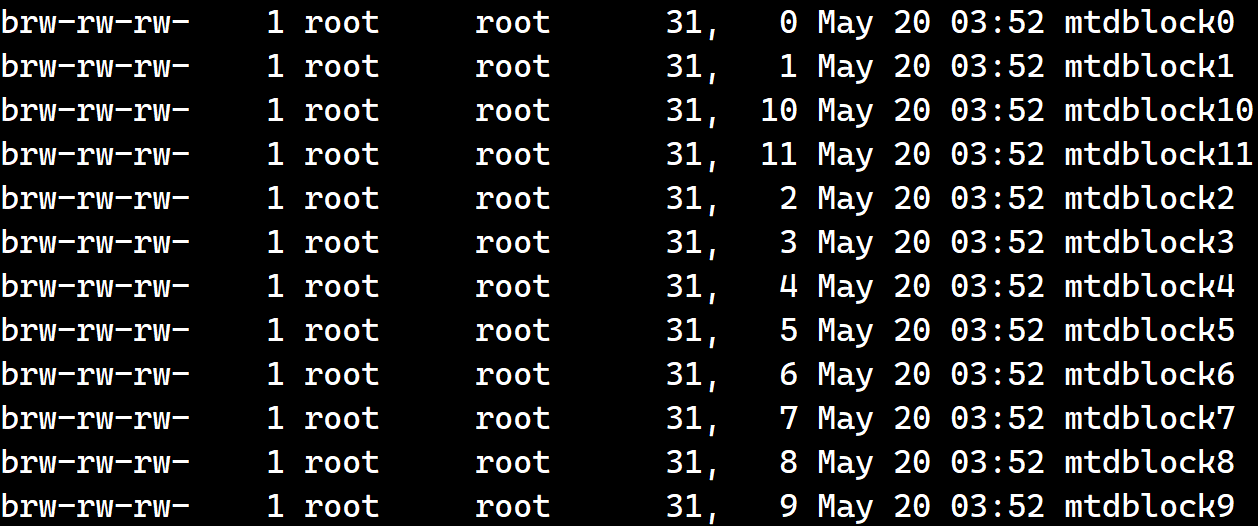 brw-rw-rw-    1 root     root      31,   0 May 20 03:52 mtdblock0
brw-rw-rw-    1 root     root      31,   1 May 20 03:52 mtdblock1
brw-rw-rw-    1 root     root      31,  10 May 20 03:52 mtdblock10
brw-rw-rw-    1 root     root      31,  11 May 20 03:52 mtdblock11
brw-rw-rw-    1 root     root      31,   2 May 20 03:52 mtdblock2
brw-rw-rw-    1 root     root      31,   3 May 20 03:52 mtdblock3
brw-rw-rw-    1 root     root      31,   4 May 20 03:52 mtdblock4
brw-rw-rw-    1 root     root      31,   5 May 20 03:52 mtdblock5
brw-rw-rw-    1 root     root      31,   6 May 20 03:52 mtdblock6
brw-rw-rw-    1 root     root      31,   7 May 20 03:52 mtdblock7
brw-rw-rw-    1 root     root      31,   8 May 20 03:52 mtdblock8
brw-rw-rw-    1 root     root      31,   9 May 20 03:52 mtdblock9